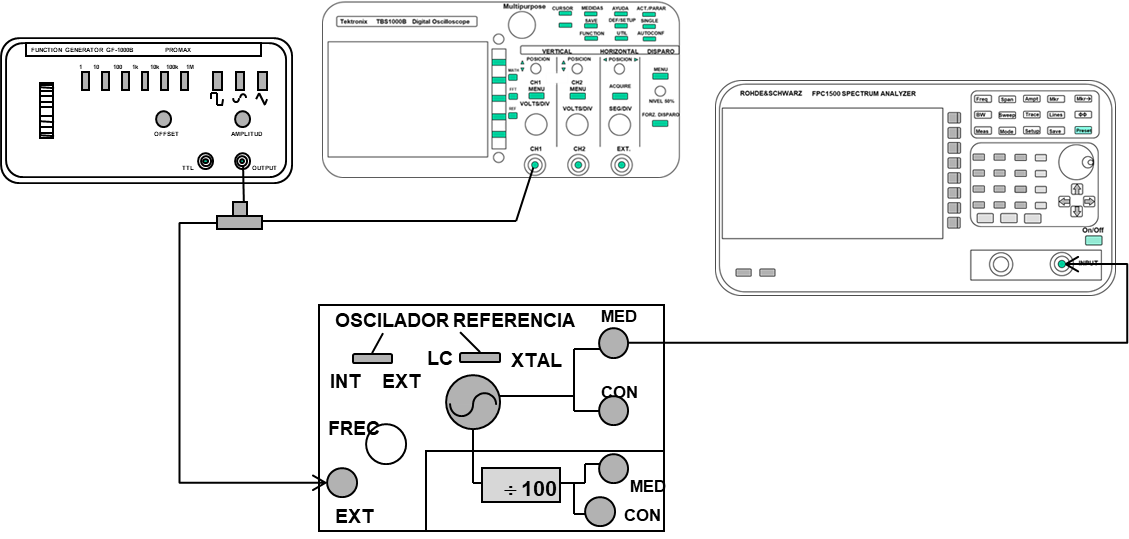 FUNCTION GENERATOR GF-1000B PROMAX
1 10 100 1k 10k 100k 1M
OFFSET AMPLITUD
TTL OUTPUT
Multipurpose
Tektronix TBS1000B Digital Oscilloscope
CURSOR MEDIDAS AYUDA ACT./PARAR
SAVE DEF/SETUP SINGLE
FUNCTION UTIL AUTOCONF
VERTICAL HORIZONTAL DISPARO
POSICION POSICION POSICION
MATH
FFT
REF
CH1 MENU
CH2 MENU
ACQUIRE
MENU
NIVEL 50%
FORZ. DISPARO
VOLTS/DIV VOLTS/DIV SEG/DIV
CH1 CH2 EXT.
ROHDE&SCHWARZ FPC1500 SPECTRUM ANALYZER
Freq Span Ampt Mkr Mkr→
BW Sweep Trace Lines
Meas Mode Setup Save Preset
On/Off
INPUT
OSCILADOR REFERENCIA
MED
LC XTAL
INT EXT
CON
FREC
÷ 100
MED
CON
EXT